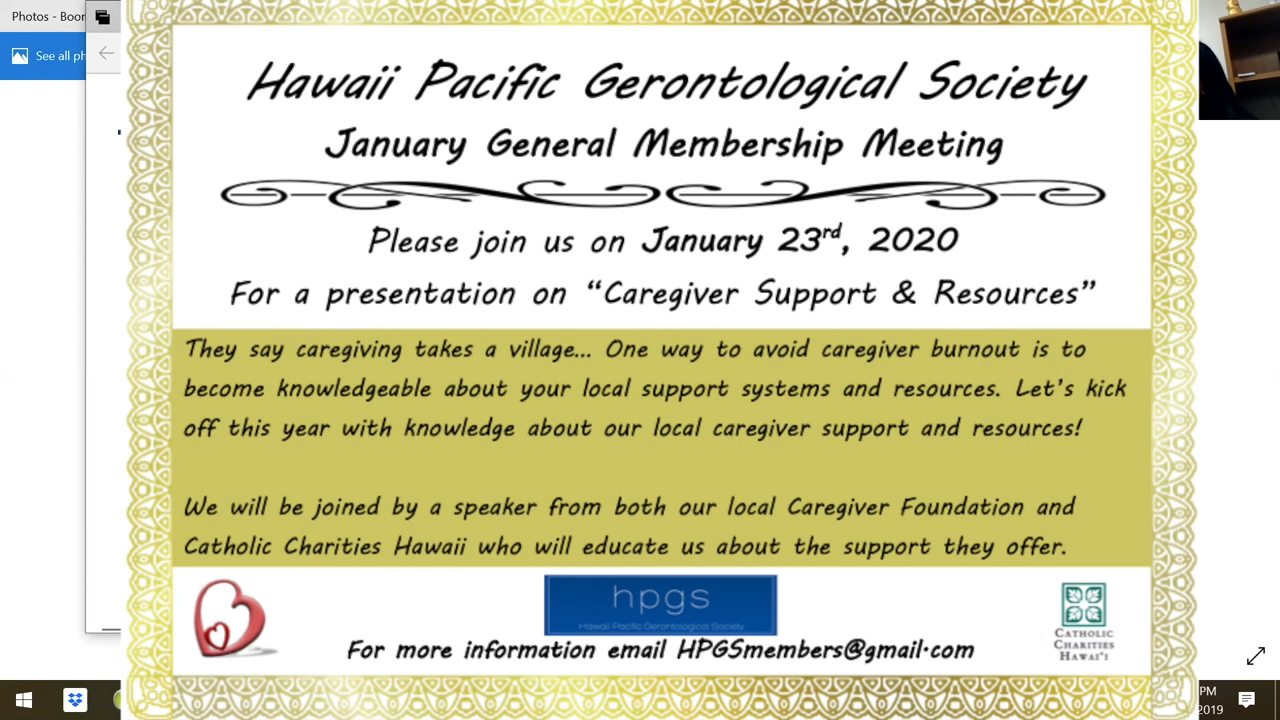 Photos - Boor
See all ph
Hawaii Pacific Gerontological Society
January General Membership Meeting
Please join us on January 23rd, 2020
For a presentation on “Caregiver Support & Resources”
They say caregiving takes a village... One way to avoid caregiver burnout is to
become knowledgeable about your local support systems and resources. Let's kick
off this year with knowledge about our local caregiver support and resources!
We will be joined by a speaker from both our local Caregiver Foundation and
Catholic Charities Hawaii who will educate us about the support they offer.
hpgs
Hawaii Pacific Gerontological Society
CATHOLIC
CHARITIES
HAWAI'I
For more information email HPGSmembers@gmail.com
PM
2019